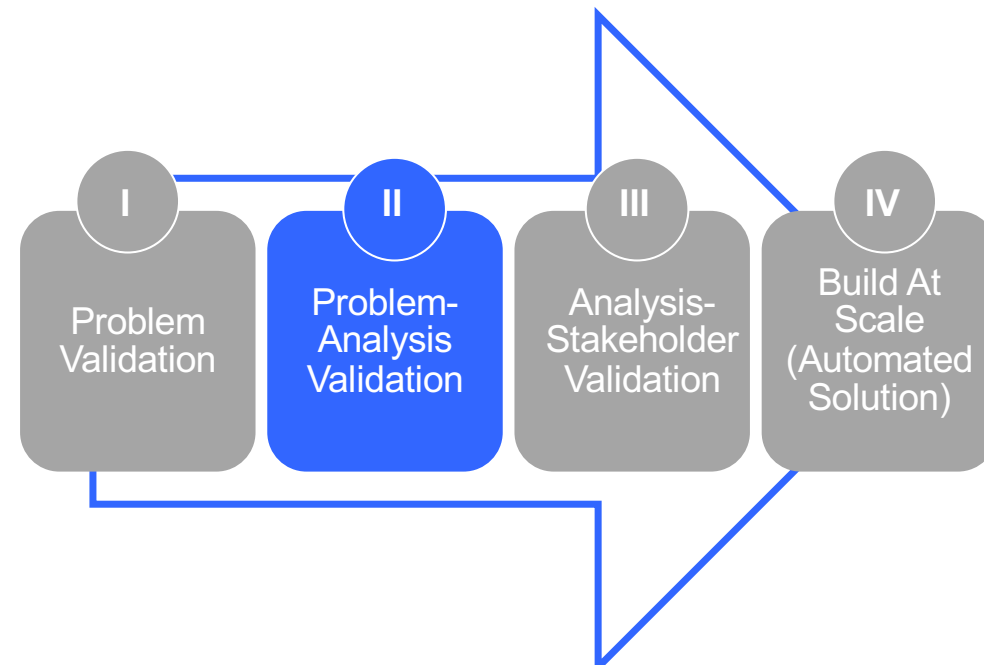 I
Problem
Validation
II
Problem-
Analysis
Validation
III
Analysis-
Stakeholder
Validation
IV
Build At
Scale
(Automated
Solution)